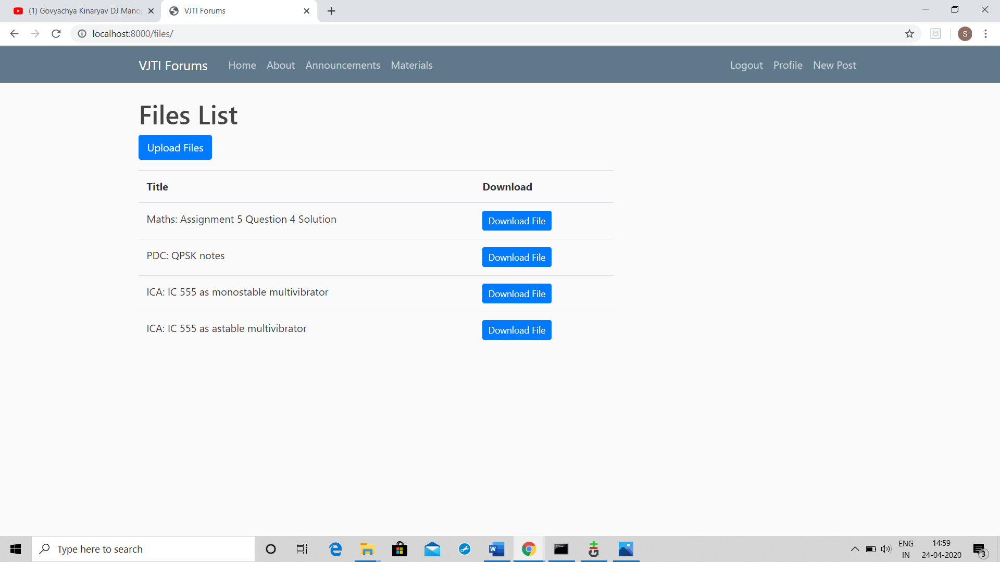 (1) Govyachya Kinaryav DJ Manoj
VJTI Forums
localhost:8000/files/
S
VJTI Forums Home About Announcements Materials Logout Profile New Post
Files List
Upload Files
Title Download
Maths: Assignment 5 Question 4 Solution Download File
PDC: QPSK notes Download File
ICA: IC 555 as monostable multivibrator Download File
ICA: IC 555 as astable multivibrator Download File
Type here to search
W
ENG
IN
14:59
24-04-2020
3